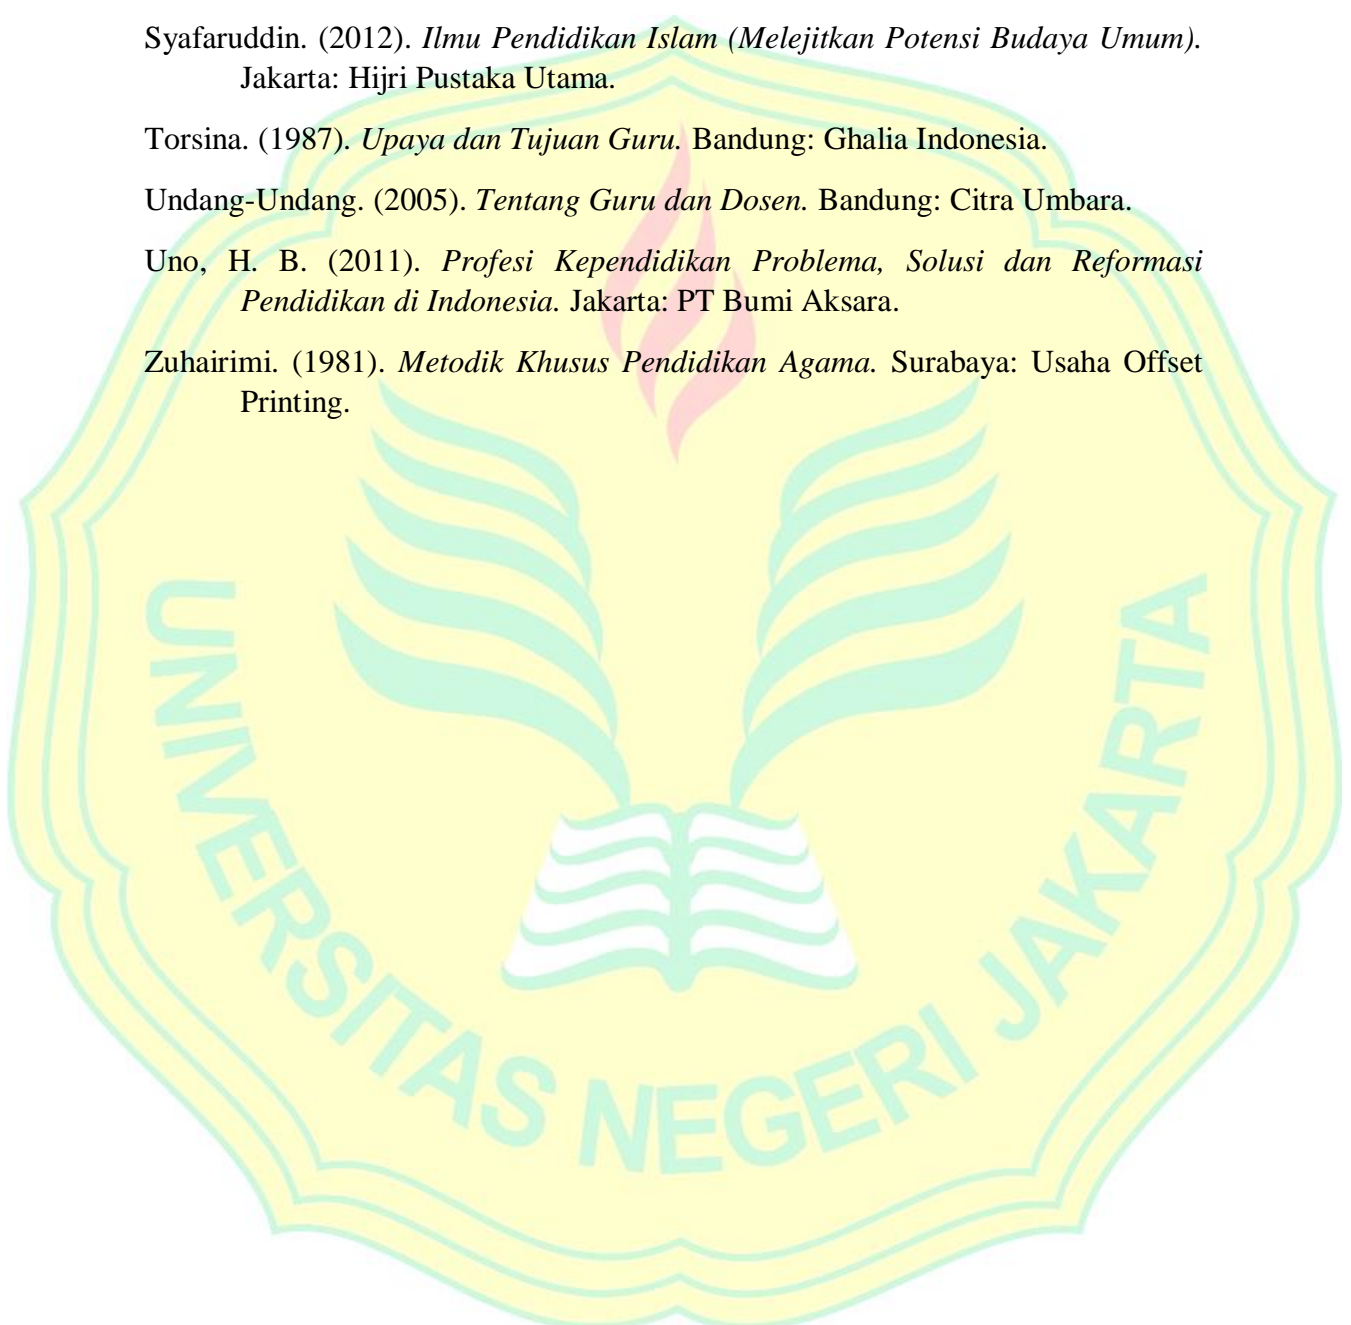 Syafaruddin. (2012). Ilmu Pendidikan Islam (Melejitkan Potensi Budaya Umum).
Jakarta: Hijri Pustaka Utama.
Torsina. (1987). Upaya dan Tujuan Guru. Bandung: Ghalia Indonesia.
Undang-Undang. (2005). Tentang Guru dan Dosen. Bandung: Citra Umbara.
Uno, H. B. (2011). Profesi Kependidikan Problema, Solusi dan Reformasi
Pendidikan di Indonesia. Jakarta: PT Bumi Aksara.
Zuhairimi. (1981). Metodik Khusus Pendidikan Agama. Surabaya: Usaha Offset
Printing.
UNIVERSITAS NEGERI JAKARTA